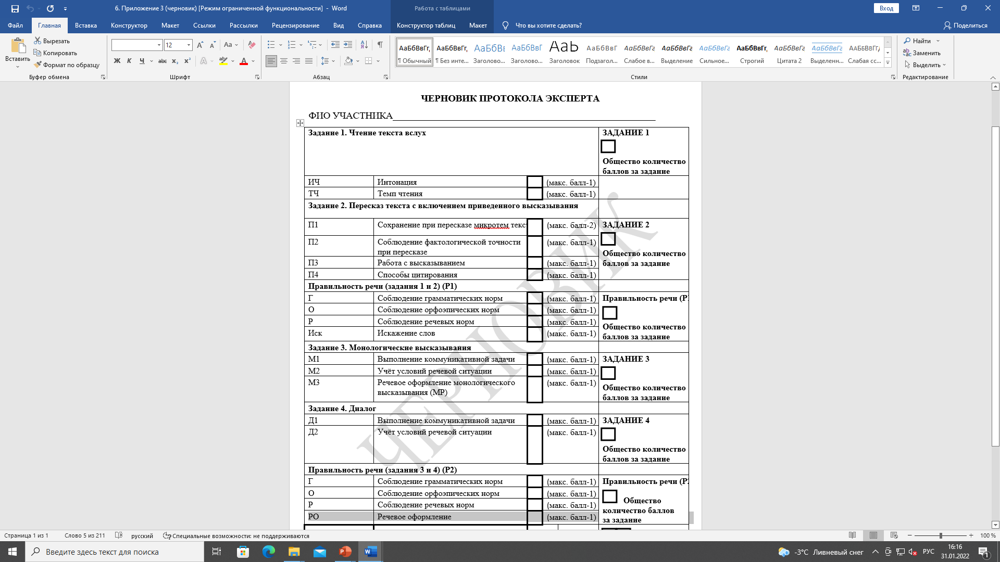 6. Приложение 3 (черновик) [Режим ограниченной функциональности] - Word
Работа с таблицами
Вход
Файл Главная Вставка Конструктор Макет Ссылки Рассылки Рецензирование Вид Справка Конструктор таблиц Макет Что вы хотите сделать? Поделиться
Вставить
Вырезать
Копировать
Формат по образцу
Буфер обмена
12
Ж К Ч abc x₂ x²
Шрифт
Абзац
АаБбВвГг, АаБбВвГг, АаБбВв АаБбВвГ АаБ АаБбВвГ АаБбВвГг АаБбВвГг АаБбВвГг АаБбВвГг, АаБбВвГг АаБбВвГг ААББВВГГ,
¶ Обычный ¶ Без инте... Заголово... Заголово... Заголовок Подзагол... Слабое в... Выделение Сильное... Строгий Цитата 2 Выделенн... Слабая сс...
Стили
Найти
Заменить
Выделить
Редактирование
ЧЕРНОВИК ПРОТОКОЛА ЭКСПЕРТА
ФИО УЧАСТНИКА
Задание 1. Чтение текста вслух
ЗАДАНИЕ 1
Общество количество
баллов за задание
ИЧ Интонация (макс. балл-1)
ТЧ Темп чтения (макс. балл-1)
Задание 2. Пересказ текста с включением приведенного высказывания
П1 Сохранение при пересказе микротем текс (макс. балл-2)
ЗАДАНИЕ 2
Общество количество
баллов за задание
П2 Соблюдение фактологической точности (макс. балл-1)
при пересказе
П3 Работа с высказыванием (макс. балл-1)
П4 Способы цитирования (макс. балл-1)
Правильность речи (задания 1 и 2) (Р1)
Г Соблюдение грамматических норм (макс. балл-1)
Правильность речи (Р1
Общество количество
баллов за задание
О Соблюдение орфоэпических норм (макс. балл-1)
Р Соблюдение речевых норм (макс. балл-1)
Иск Искажение слов (макс. балл-1)
Задание 3. Монологические высказывания
М1 Выполнение коммуникативной задачи (макс. балл-1)
ЗАДАНИЕ 3
Общество количество
баллов за задание
М2 Учёт условий речевой ситуации (макс. балл-1)
М3 Речевое оформление монологического (макс. балл-1)
высказывания (МР)
Задание 4. Диалог
Д1 Выполнение коммуникативной задачи (макс. балл-1)
ЗАДАНИЕ 4
Общество количество
баллов за задание
Д2 Учёт условий речевой ситуации (макс. балл-1)
Правильность речи (задания 3 и 4) (Р2)
Г Соблюдение грамматических норм (макс. балл-1)
Правильность речи (Р2
Общество
количество баллов
за задание
О Соблюдение орфоэпических норм (макс. балл-1)
Р Соблюдение речевых норм (макс. балл-1)
РО Речевое оформление (макс. балл-1)
ЧЕРНОВИК
Страница 1 из 1 Слово 5 из 211 русский Специальные возможности: не поддерживаются 100 %
Введите здесь текст для поиска
-3°C Ливневый снег
РУС
16:16
31.01.2022
1